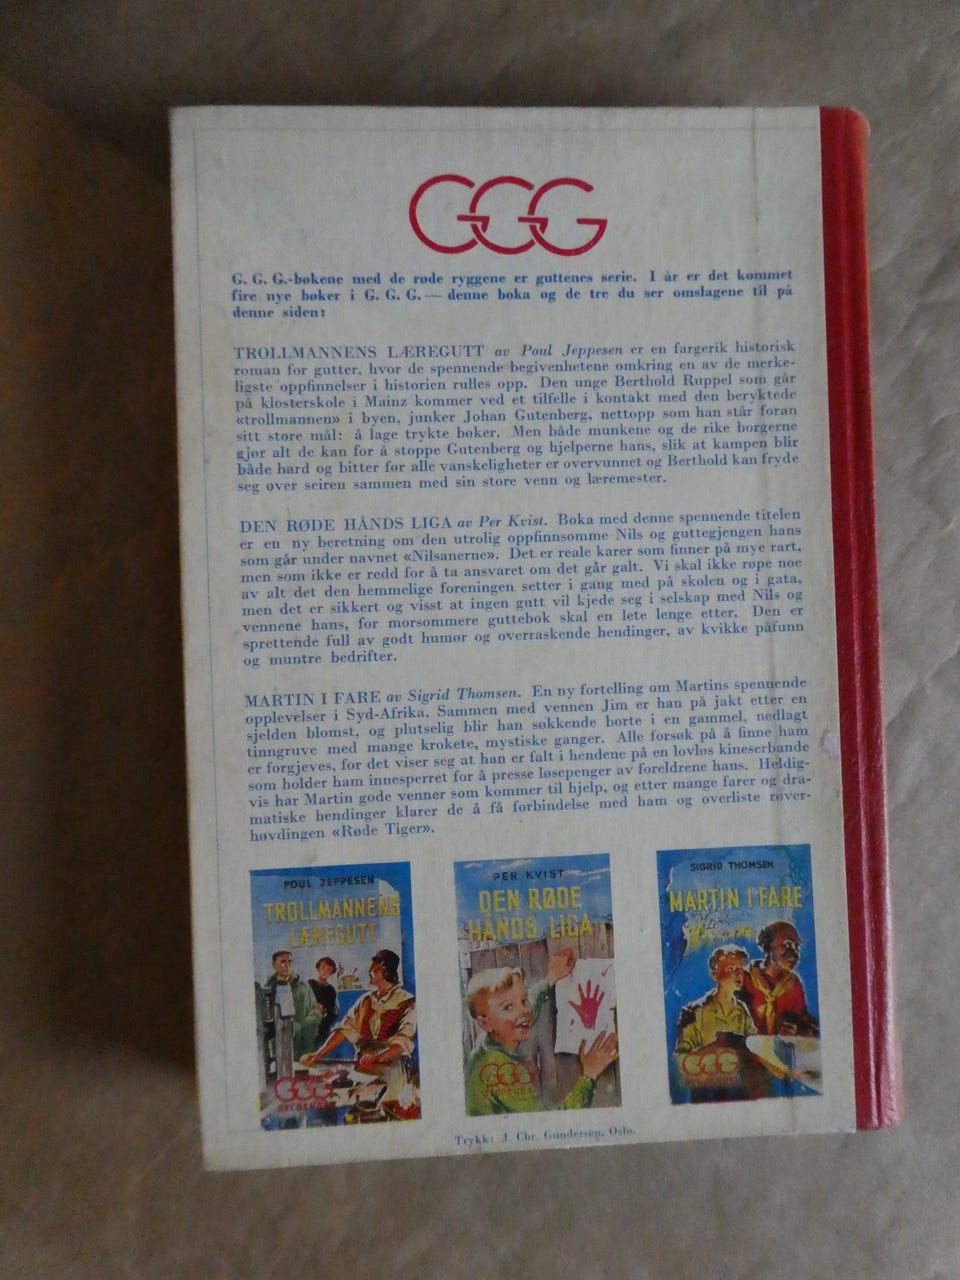 GGG
G. G. G.-bøkene med de røde ryggene er guttenes serie. I år er det kommet
fire nye bøker i G. G. G. — denne boka og de tre du ser omslagene til på
denne siden:
TROLLMANNENS LÆREGUTT av Poul Jeppesen er en fargerik historisk
roman for gutter, hvor de spennende begivenhetene omkring en av de merke-
ligste oppfinnelser i historien rulles opp. Den unge Berthold Ruppel som går
på klosterskole i Mainz kommer ved et tilfelle i kontakt med den beryktede
«trollmannen» i byen, junker Johan Gutenberg, nettopp som han står foran
sitt store mål: å lage trykte bøker. Men både munkene og de rike borgerne
gjør alt de kan for å stoppe Gutenberg og hjelperne hans, slik at kampen blir
både hard og bitter før alle vanskeligheter er overvunnet og Berthold kan fryde
seg over seiren sammen med sin store venn og læremester.
DEN RØDE HÅNDS LIGA av Per Kvist. Boka med denne spennende titelen
er en ny beretning om den utrolig oppfinnsomme Nils og guttegjengen hans
som går under navnet «Nilsanerne». Det er reale karer som finner på mye rart,
men som ikke er redd for å ta ansvaret om det går galt. Vi skal ikke røpe noe
av alt det den hemmelige foreningen setter i gang med på skolen og i gata,
men det er sikkert og visst at ingen gutt vil kjede seg i selskap med Nils og
vennene hans, for morsommere guttebok skal en lete lenge etter. Den er
sprettende full av godt humør og overraskende hendinger, av kvikke påfunn
og muntre bedrifter.
MARTIN I FARE av Sigrid Thomsen. En ny fortelling om Martins spennende
opplevelser i Syd-Afrika. Sammen med vennen Jim er han på jakt etter en
sjelden blomst, og plutselig blir han søkkende borte i en gammel, nedlagt
tinngruve med mange krokete, mystiske ganger. Alle forsøk på å finne ham
er forgjeves, for det viser seg at han er falt i hendene på en lovløs kineserbande
som holder ham innesperret for å presse løsepenger av foreldrene hans. Heldig-
vis har Martin gode venner som kommer til hjelp, og etter mange farer og dra-
matiske hendinger klarer de å få forbindelse med ham og overliste røver-
høvdingen «Røde Tiger».
POUL JEPPESEN
TROLLMANNENS
LÆREGUTT
GGG
GYLDENDAL
PER KVIST
DEN RØDE
HÅNDS LIGA
GGG
GYLDENDAL
SIGRID THOMSEN
MARTIN I FARE
GGG
GYLDENDAL
Trykk: J. Chr. Gundersen, Oslo.